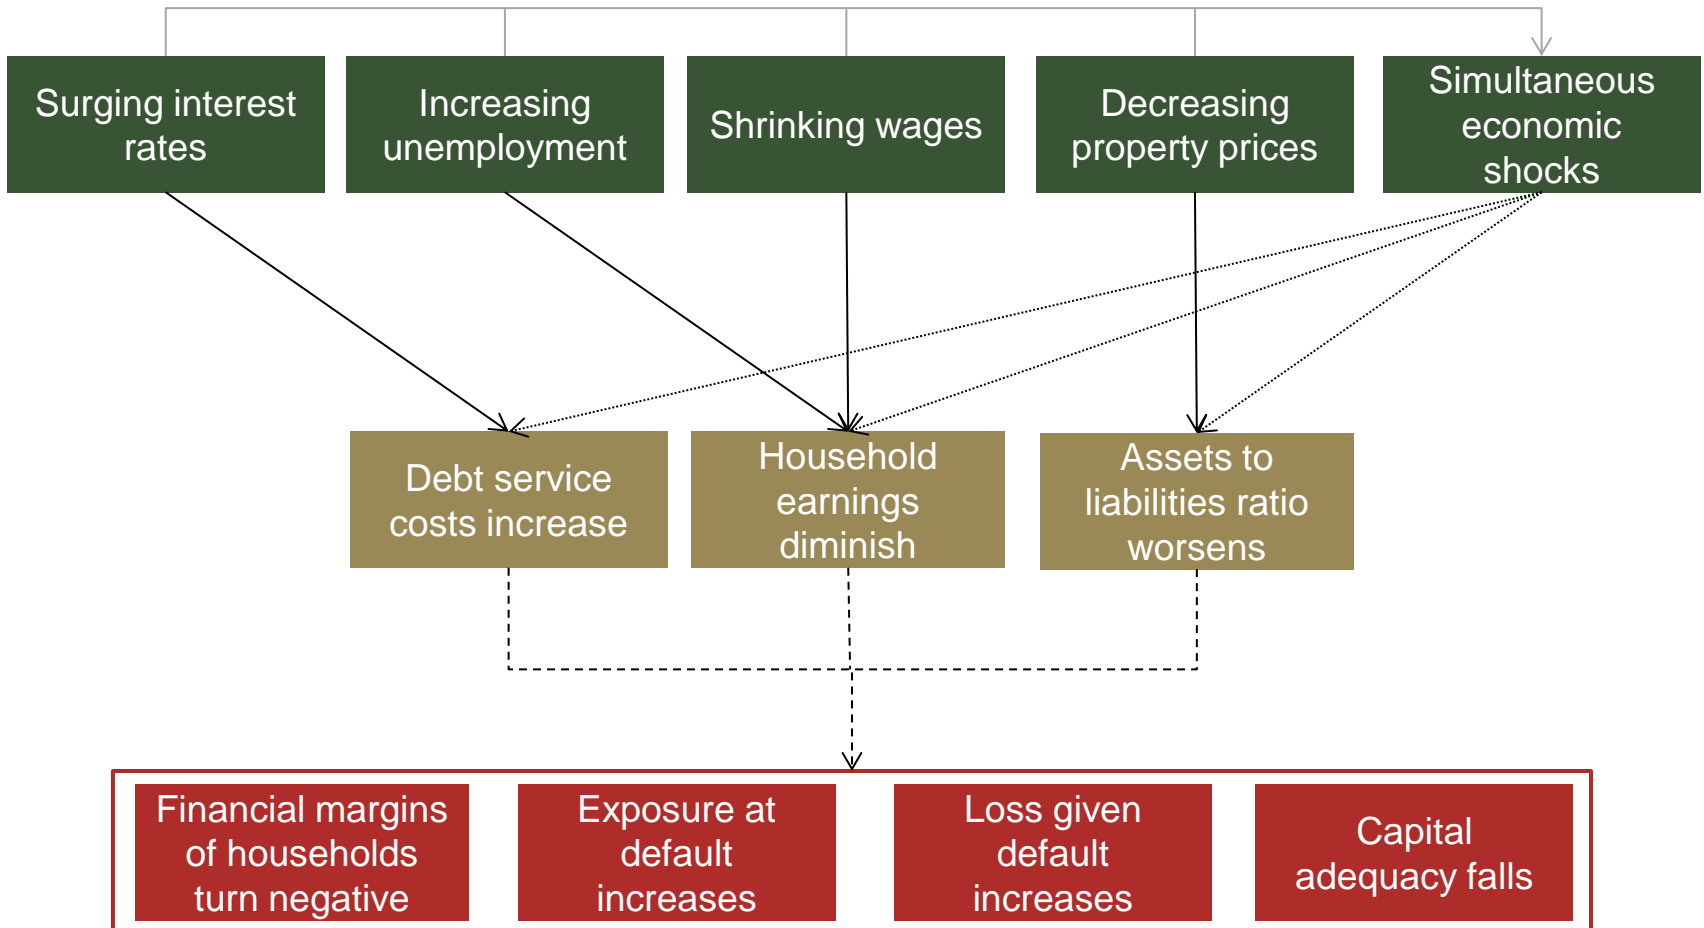 Surging interest
rates
Increasing
unemployment
Shrinking wages
Decreasing
property prices
Simultaneous
economic
shocks
Debt service
costs increase
Household
earnings
diminish
Assets to
liabilities ratio
worsens
Financial margins
of households
turn negative
Exposure at
default
increases
Loss given
default
increases
Capital
adequacy falls